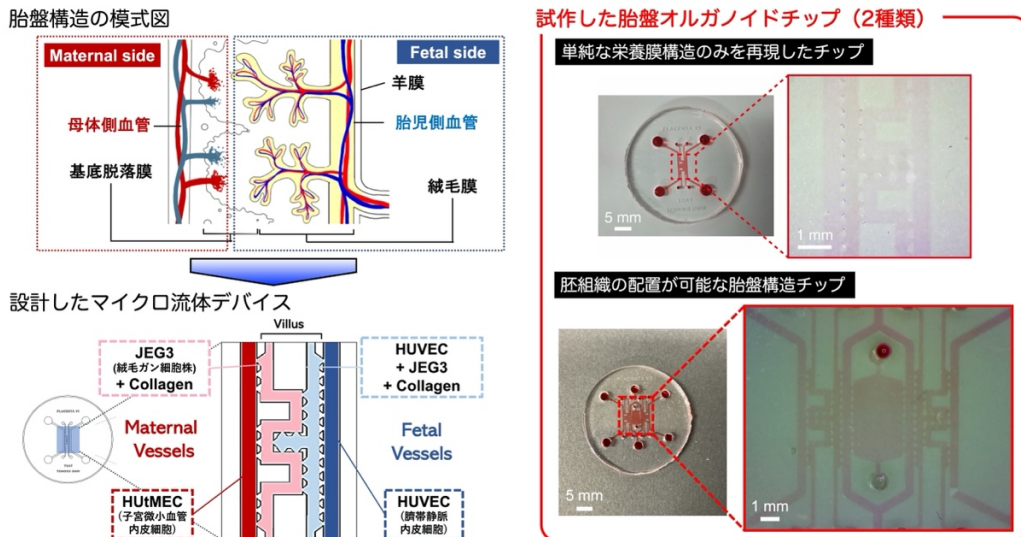 胎盤構造の模式図
Maternal side
Fetal side
羊膜
母体側血管
胎児側血管
基底脱落膜
絨毛膜
設計したマイクロ流体デバイス
Villus
JEG3
(絨毛ガン細胞株)
+ Collagen
HUVEC
+ JEG3
+ Collagen
Maternal
Vessels
Fetal
Vessels
HUtMEC
(子宮微小血管
内皮細胞)
HUVEC
(臍帯静脈
内皮細胞)
試作した胎盤オルガノイドチップ（2種類）
単純な栄養膜構造のみを再現したチップ
5 mm
1 mm
胚組織の配置が可能な胎盤構造チップ
5 mm
1 mm